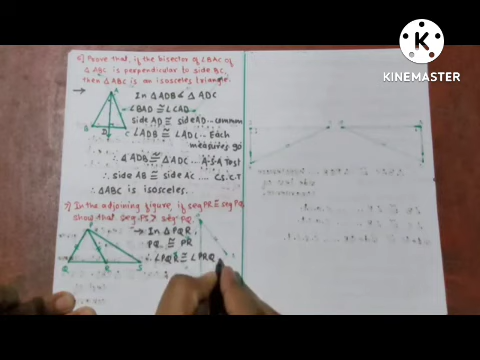 6) Prove that, if the bisector of ∠BAC of
△ABC is perpendicular to side BC,
then △ABC is an isosceles triangle.
→ In △ADB & △ADC
∠BAD ≅ ∠CAD
side AD ≅ side AD... common
∠ADB ≅ ∠ADC... Each
measures 90
∴ △ADB ≅ △ADC.... A.S.A Test
∴ side AB ≅ side AC .... C.S.C.T
∴ △ABC is isosceles.
A
B
D
7) In the adjoining figure, if seg PR ≅ seg PQ,
show that seg PS > seg PQ.
→ In △PQR,
PQ ≅ PR
∴ ∠PQR ≅ ∠PRQ
Q
R
S
K
KINEMASTER